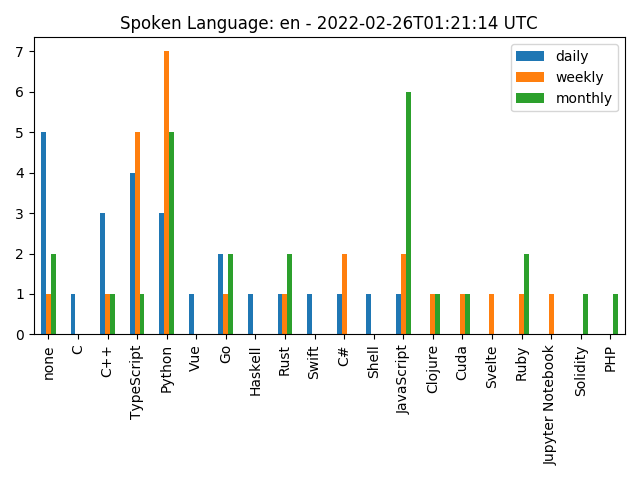 Spoken Language: en - 2022-02-26T01:21:14 UTC
daily
weekly
monthly
7
6
5
4
3
2
1
0
none
C
C++
TypeScript
Python
Vue
Go
Haskell
Rust
Swift
C#
Shell
JavaScript
Clojure
Cuda
Svelte
Ruby
Jupyter Notebook
Solidity
PHP